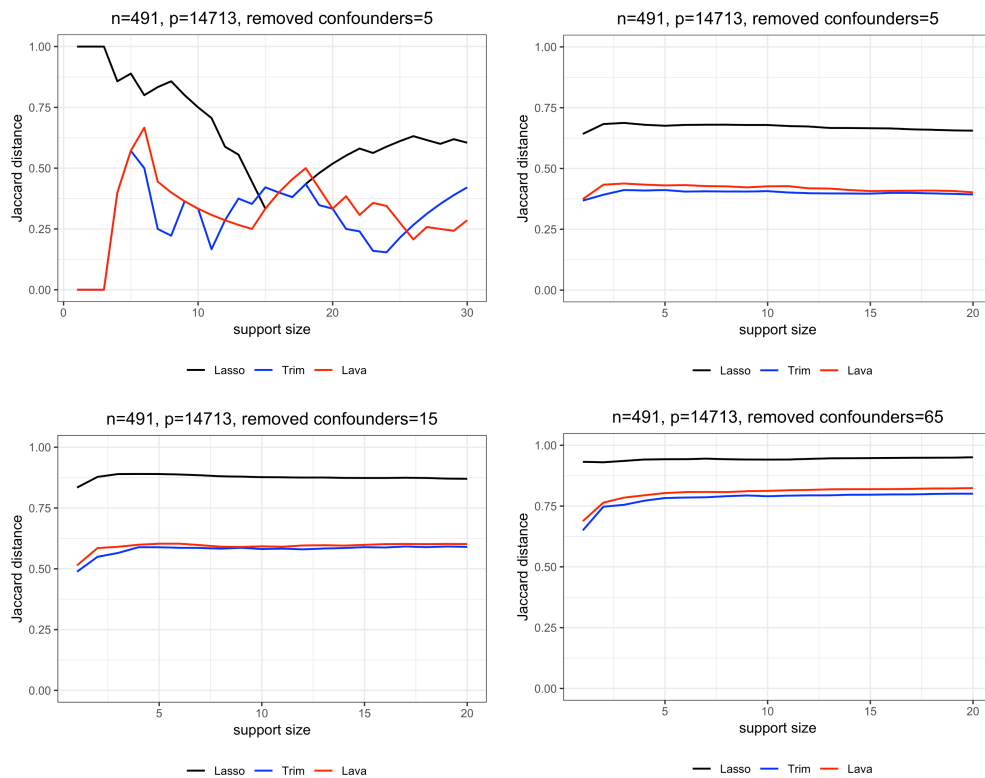 n=491, p=14713, removed confounders=5
Jaccard distance
1.00
0.75
0.50
0.25
0.00
0
10
20
30
support size
Lasso Trim Lava
n=491, p=14713, removed confounders=5
Jaccard distance
1.00
0.75
0.50
0.25
0.00
5
10
15
20
support size
Lasso Trim Lava
n=491, p=14713, removed confounders=15
Jaccard distance
1.00
0.75
0.50
0.25
0.00
5
10
15
20
support size
Lasso Trim Lava
n=491, p=14713, removed confounders=65
Jaccard distance
1.00
0.75
0.50
0.25
0.00
5
10
15
20
support size
Lasso Trim Lava